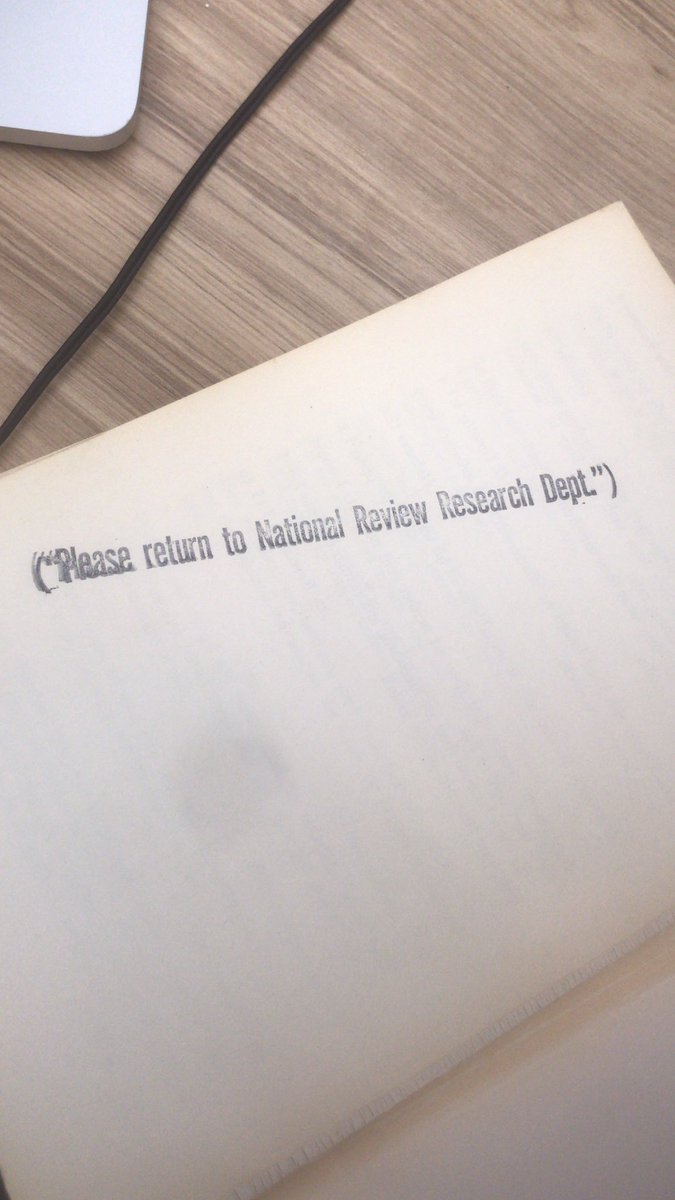 (“Please return to National Review Research Dept.”)